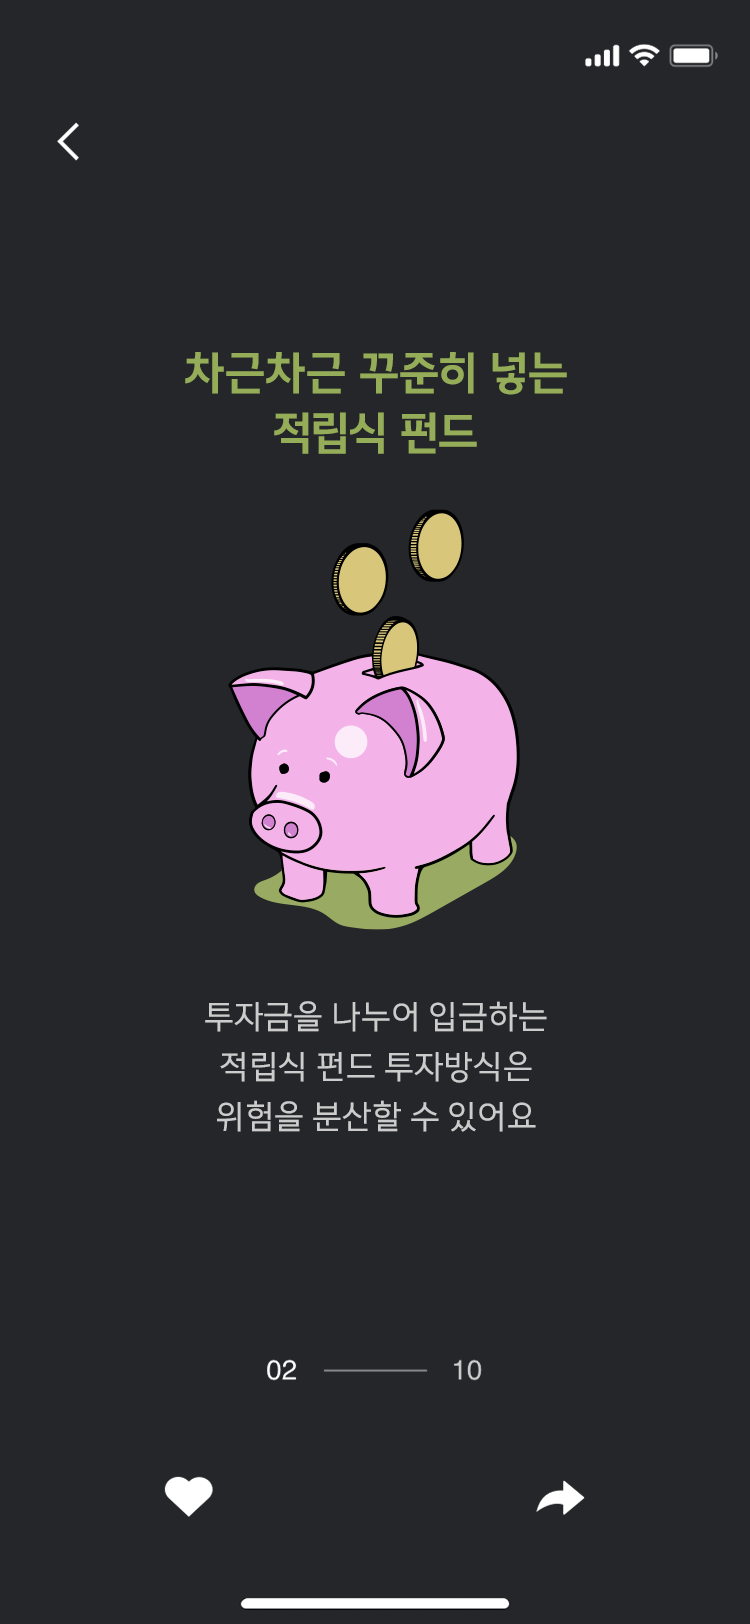 차근차근 꾸준히 넣는
적립식 펀드
투자금을 나누어 입금하는
적립식 펀드 투자방식은
위험을 분산할 수 있어요
02
10